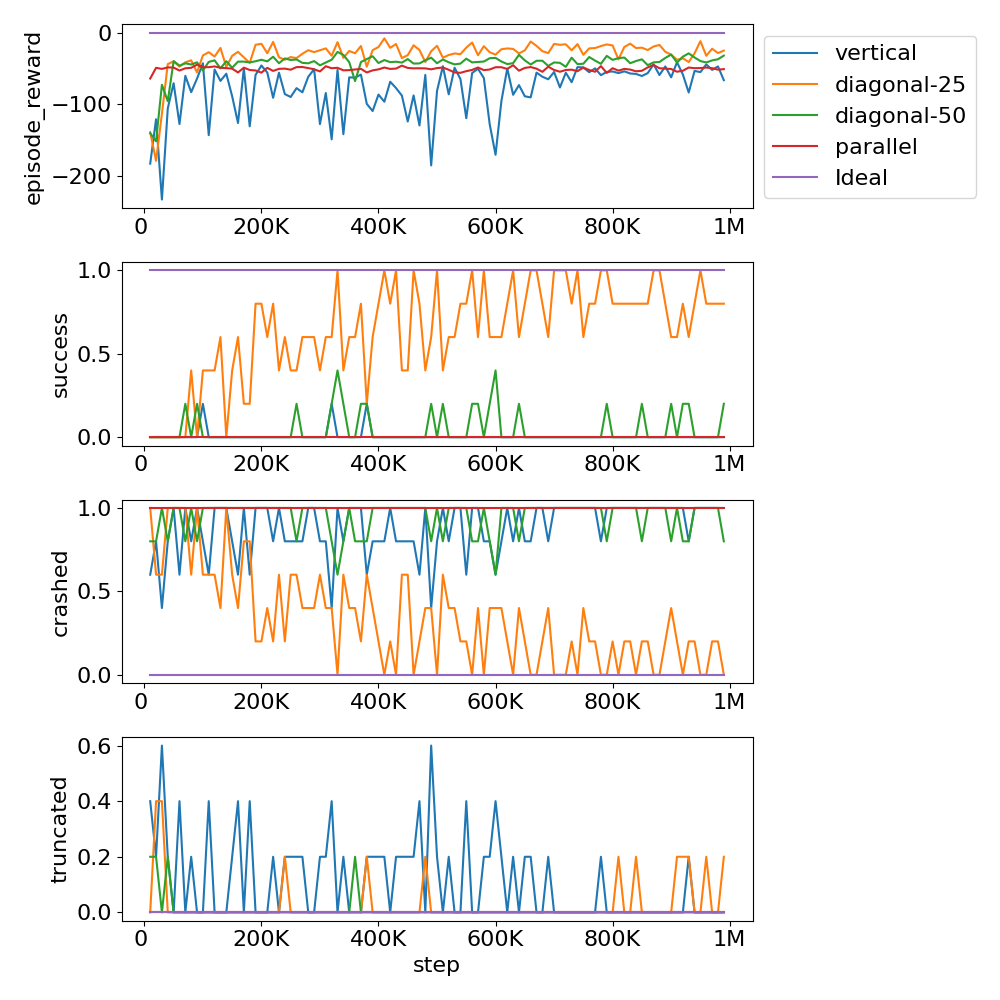 episode_reward
0
−100
−200
0 200K 400K 600K 800K 1M
vertical
diagonal-25
diagonal-50
parallel
Ideal
success
1.0
0.5
0.0
0 200K 400K 600K 800K 1M
crashed
1.0
0.5
0.0
0 200K 400K 600K 800K 1M
truncated
0.6
0.4
0.2
0.0
0 200K 400K 600K 800K 1M
step